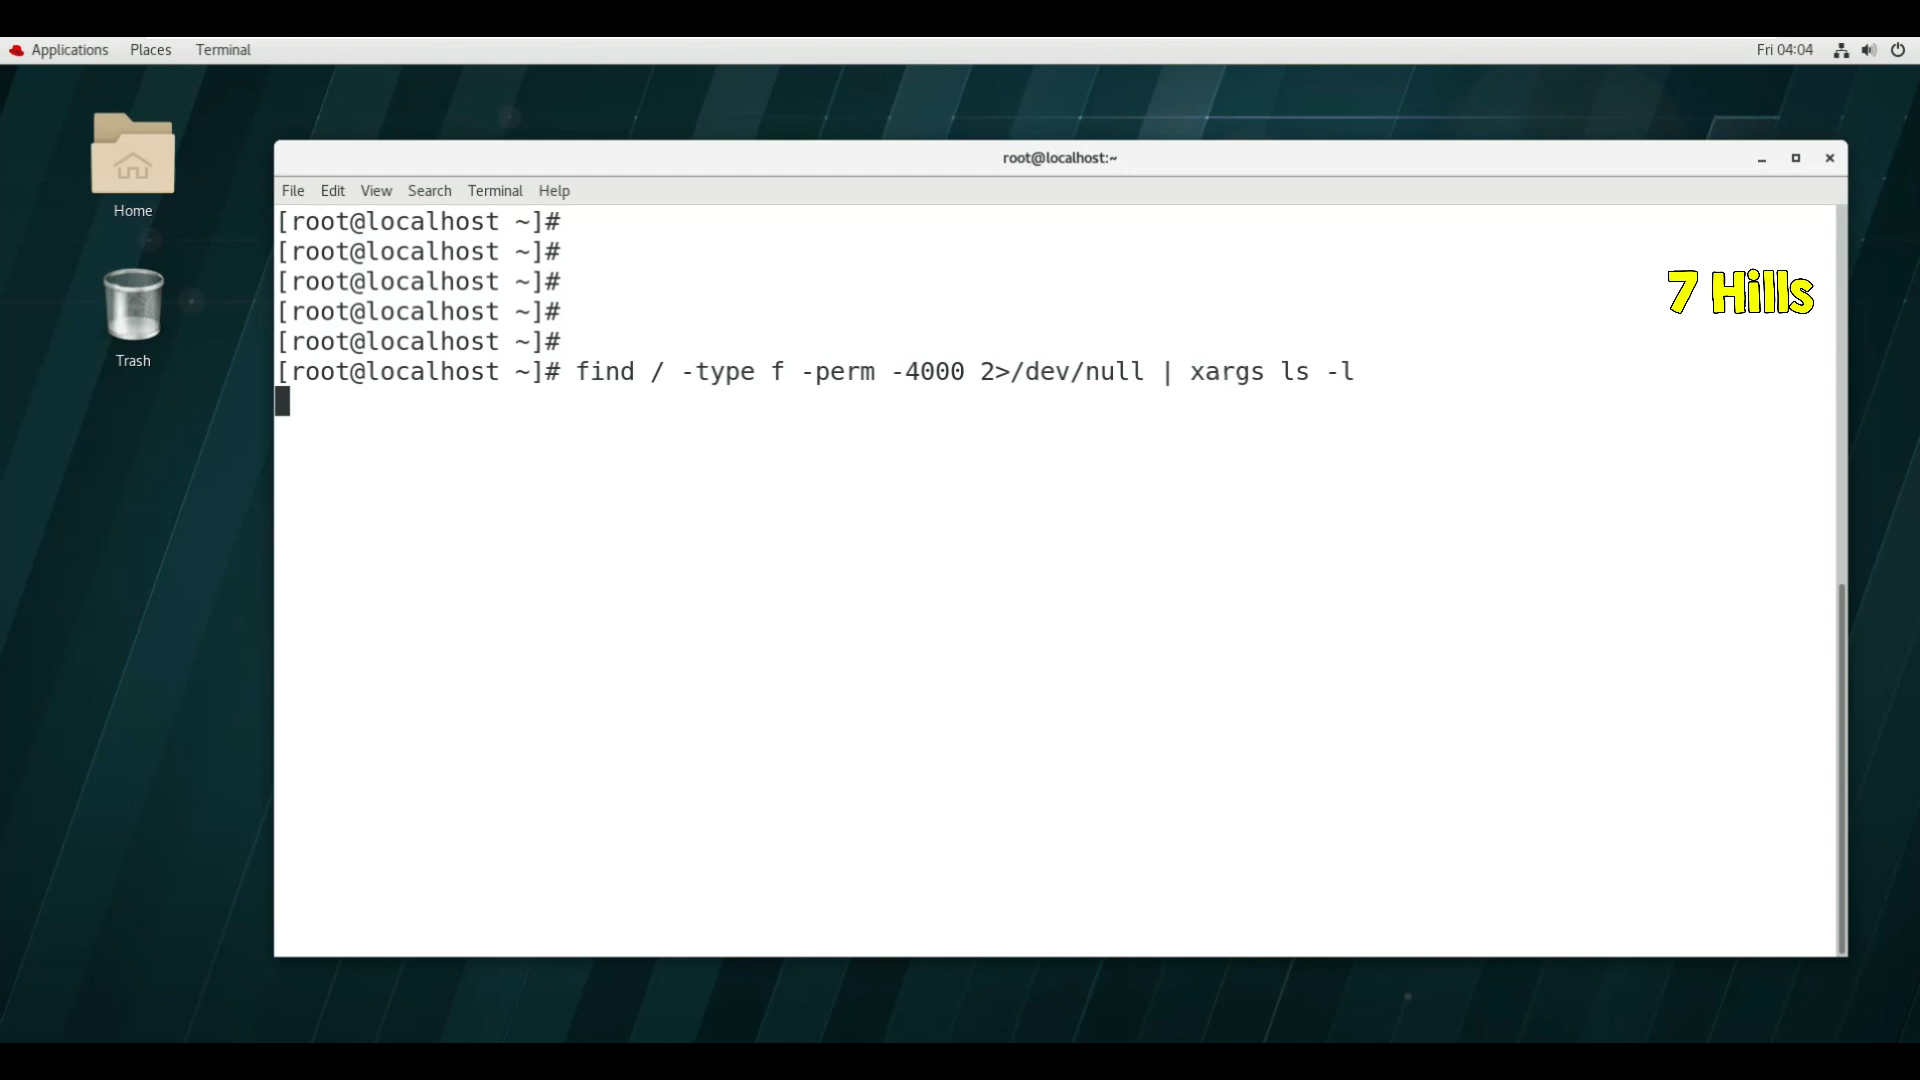 Applications Places Terminal Fri 04:04
root@localhost:~
File Edit View Search Terminal Help
[root@localhost ~]#
[root@localhost ~]#
[root@localhost ~]#
[root@localhost ~]#
[root@localhost ~]#
[root@localhost ~]# find / -type f -perm -4000 2>/dev/null | xargs ls -l
7 Hills
Home
Trash